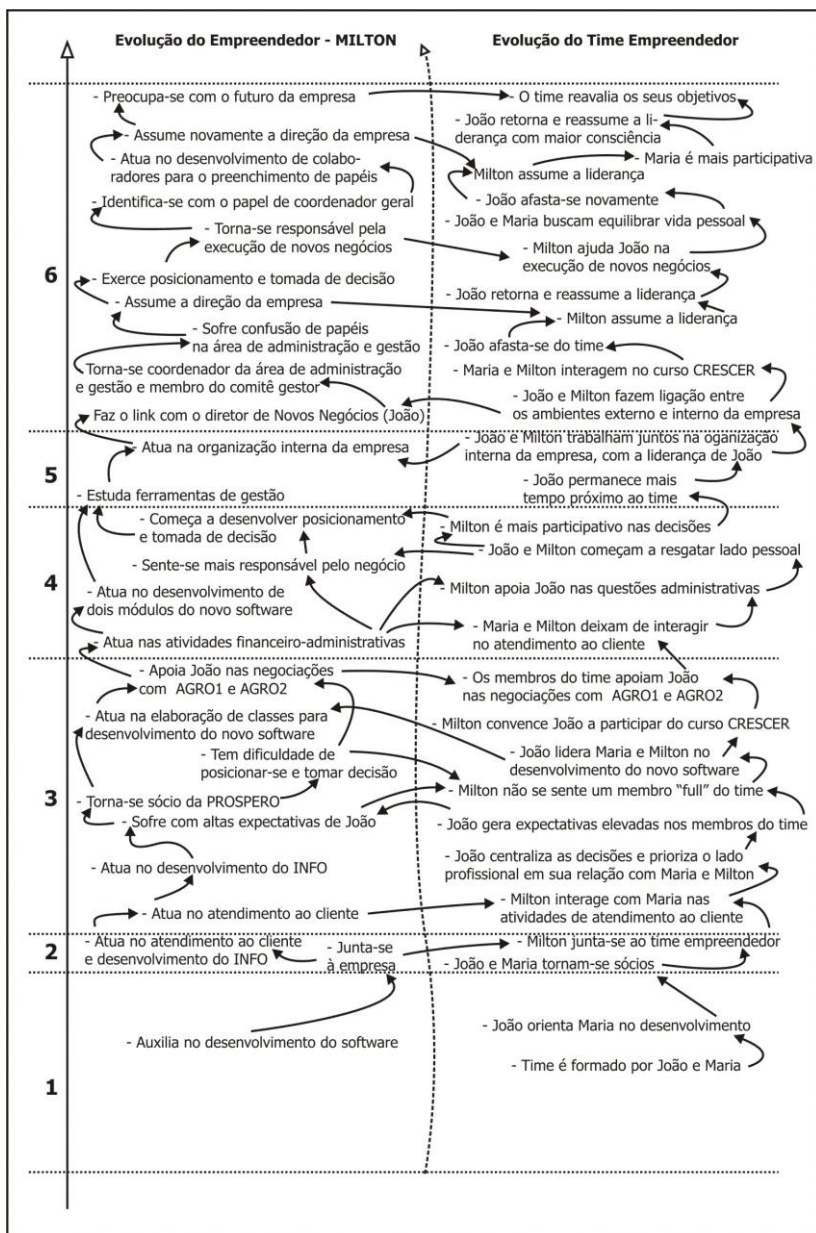 Evolução do Empreendedor - MILTON
Evolução do Time Empreendedor
6
- Preocupa-se com o futuro da empresa
- Assume novamente a direção da empresa
- Atua no desenvolvimento de colabo-
radores para o preenchimento de papéis
- Identifica-se com o papel de coordenador geral
- Torna-se responsável pela
execução de novos negócios
- Exerce posicionamento e tomada de decisão
- Assume a direção da empresa
- Sofre confusão de papéis
na área de administração e gestão
Torna-se coordenador da área de administração
e gestão e membro do comitê gestor
Faz o link com o diretor de Novos Negócios (João)
- O time reavalia os seus objetivos
- João retorna e reassume a li-
derança com maior consciência
- Maria é mais participativa
Milton assume a liderança
- João afasta-se novamente
- João e Maria buscam equilibrar vida pessoal
- Milton ajuda João na
execução de novos negócios
- João retorna e reassume a liderança
- Milton assume a liderança
- João afasta-se do time
- Maria e Milton interagem no curso CRESCER
- João e Milton fazem ligação entre
os ambientes externo e interno da empresa
5
- Atua na organização interna da empresa
- Estuda ferramentas de gestão
- João e Milton trabalham juntos na oganização
interna da empresa, com a liderança de João
- João permanece mais
tempo próximo ao time
4
- Começa a desenvolver posicionamento
e tomada de decisão
- Sente-se mais responsável pelo negócio
- Atua no desenvolvimento de
dois módulos do novo software
- Atua nas atividades financeiro-administrativas
- Milton é mais participativo nas decisões
- João e Milton começam a resgatar lado pessoal
Milton apoia João nas questões administrativas
- Maria e Milton deixam de interagir
no atendimento ao cliente
3
- Apoia João nas negociações
com AGRO1 e AGRO2
- Atua na elaboração de classes para
desenvolvimento do novo software
- Tem dificuldade de
posicionar-se e tomar decisão
- Torna-se sócio da PROSPERO
- Sofre com altas expectativas de João
- Atua no desenvolvimento do INFO
- Atua no atendimento ao cliente
- Os membros do time apoiam João
nas negociações com AGRO1 e AGRO2
- Milton convence João a participar do curso CRESCER
- João lidera Maria e Milton no
desenvolvimento do novo software
- Milton não se sente um membro "full" do time
- João gera expectativas elevadas nos membros do time
- João centraliza as decisões e prioriza o lado
profissional em sua relação com Maria e Milton
- Milton interage com Maria nas
atividades de atendimento ao cliente
2
- Atua no atendimento ao cliente
e desenvolvimento do INFO
- Junta-se
à empresa
- Milton junta-se ao time empreendedor
- João e Maria tornam-se sócios
1
- Auxilia no desenvolvimento do software
- João orienta Maria no desenvolvimento
- Time é formado por João e Maria